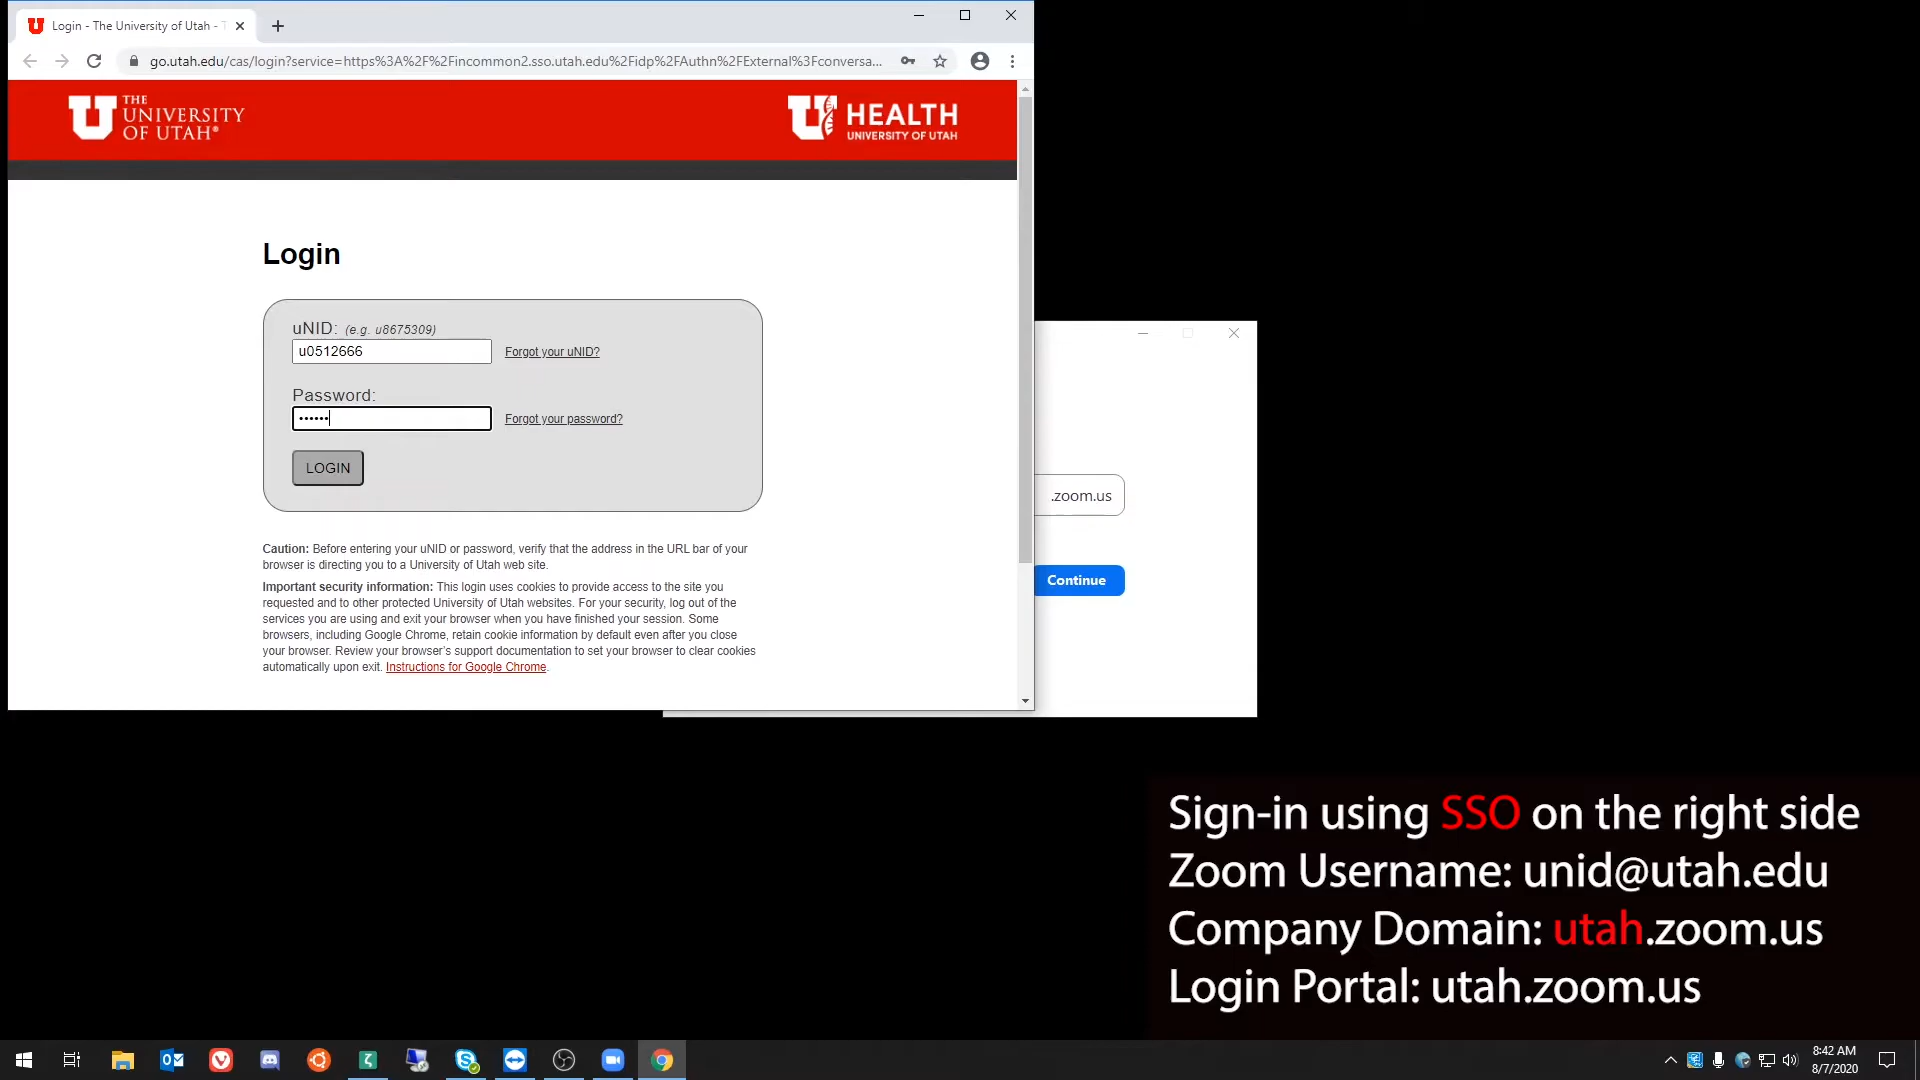 Login - The University of Utah -
go.utah.edu/cas/login?service=https%3A%2F%2Fincommon2.sso.utah.edu%2Fidp%2FAuthn%2FExternal%3Fconversa...
THE
UNIVERSITY
OF UTAH®
HEALTH
UNIVERSITY OF UTAH
Login
uNID: (e.g. u8675309)
u0512666
Forgot your uNID?
Password:
••••••
Forgot your password?
LOGIN
.zoom.us
Continue
Caution: Before entering your uNID or password, verify that the address in the URL bar of your
browser is directing you to a University of Utah web site.
Important security information: This login uses cookies to provide access to the site you
requested and to other protected University of Utah websites. For your security, log out of the
services you are using and exit your browser when you have finished your session. Some
browsers, including Google Chrome, retain cookie information by default even after you close
your browser. Review your browser's support documentation to set your browser to clear cookies
automatically upon exit. Instructions for Google Chrome.
Sign-in using SSO on the right side
Zoom Username: unid@utah.edu
Company Domain: utah.zoom.us
Login Portal: utah.zoom.us
8:42 AM
8/7/2020